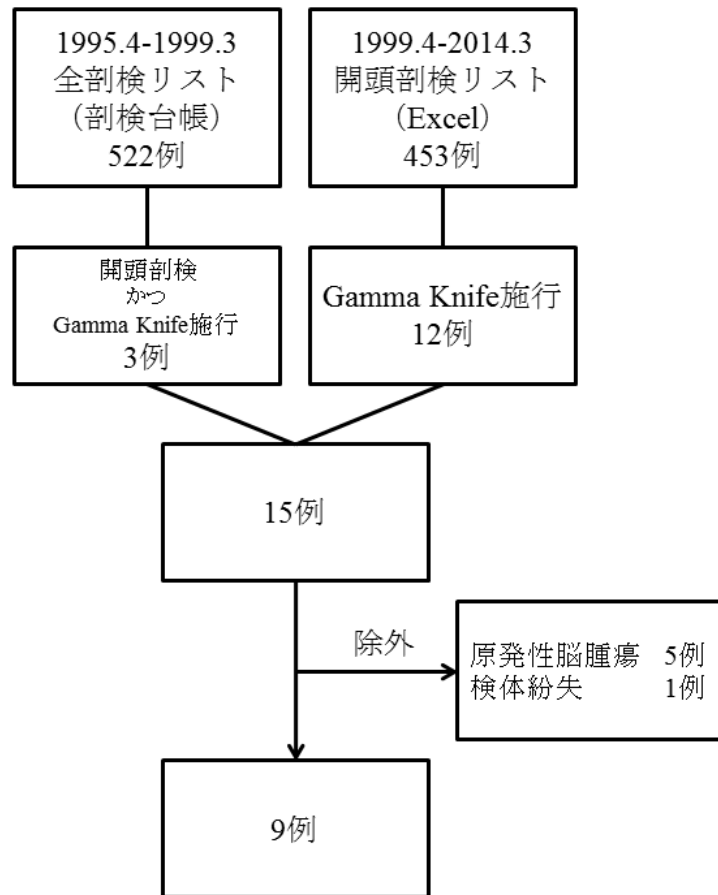 1995.4-1999.3
全剖検リスト
（剖検台帳）
522例
1999.4-2014.3
開頭剖検リスト
（Excel）
453例
開頭剖検
かつ
Gamma Knife施行
3例
Gamma Knife施行
12例
15例
除外
原発性脳腫瘍　5例
検体紛失　1例
9例